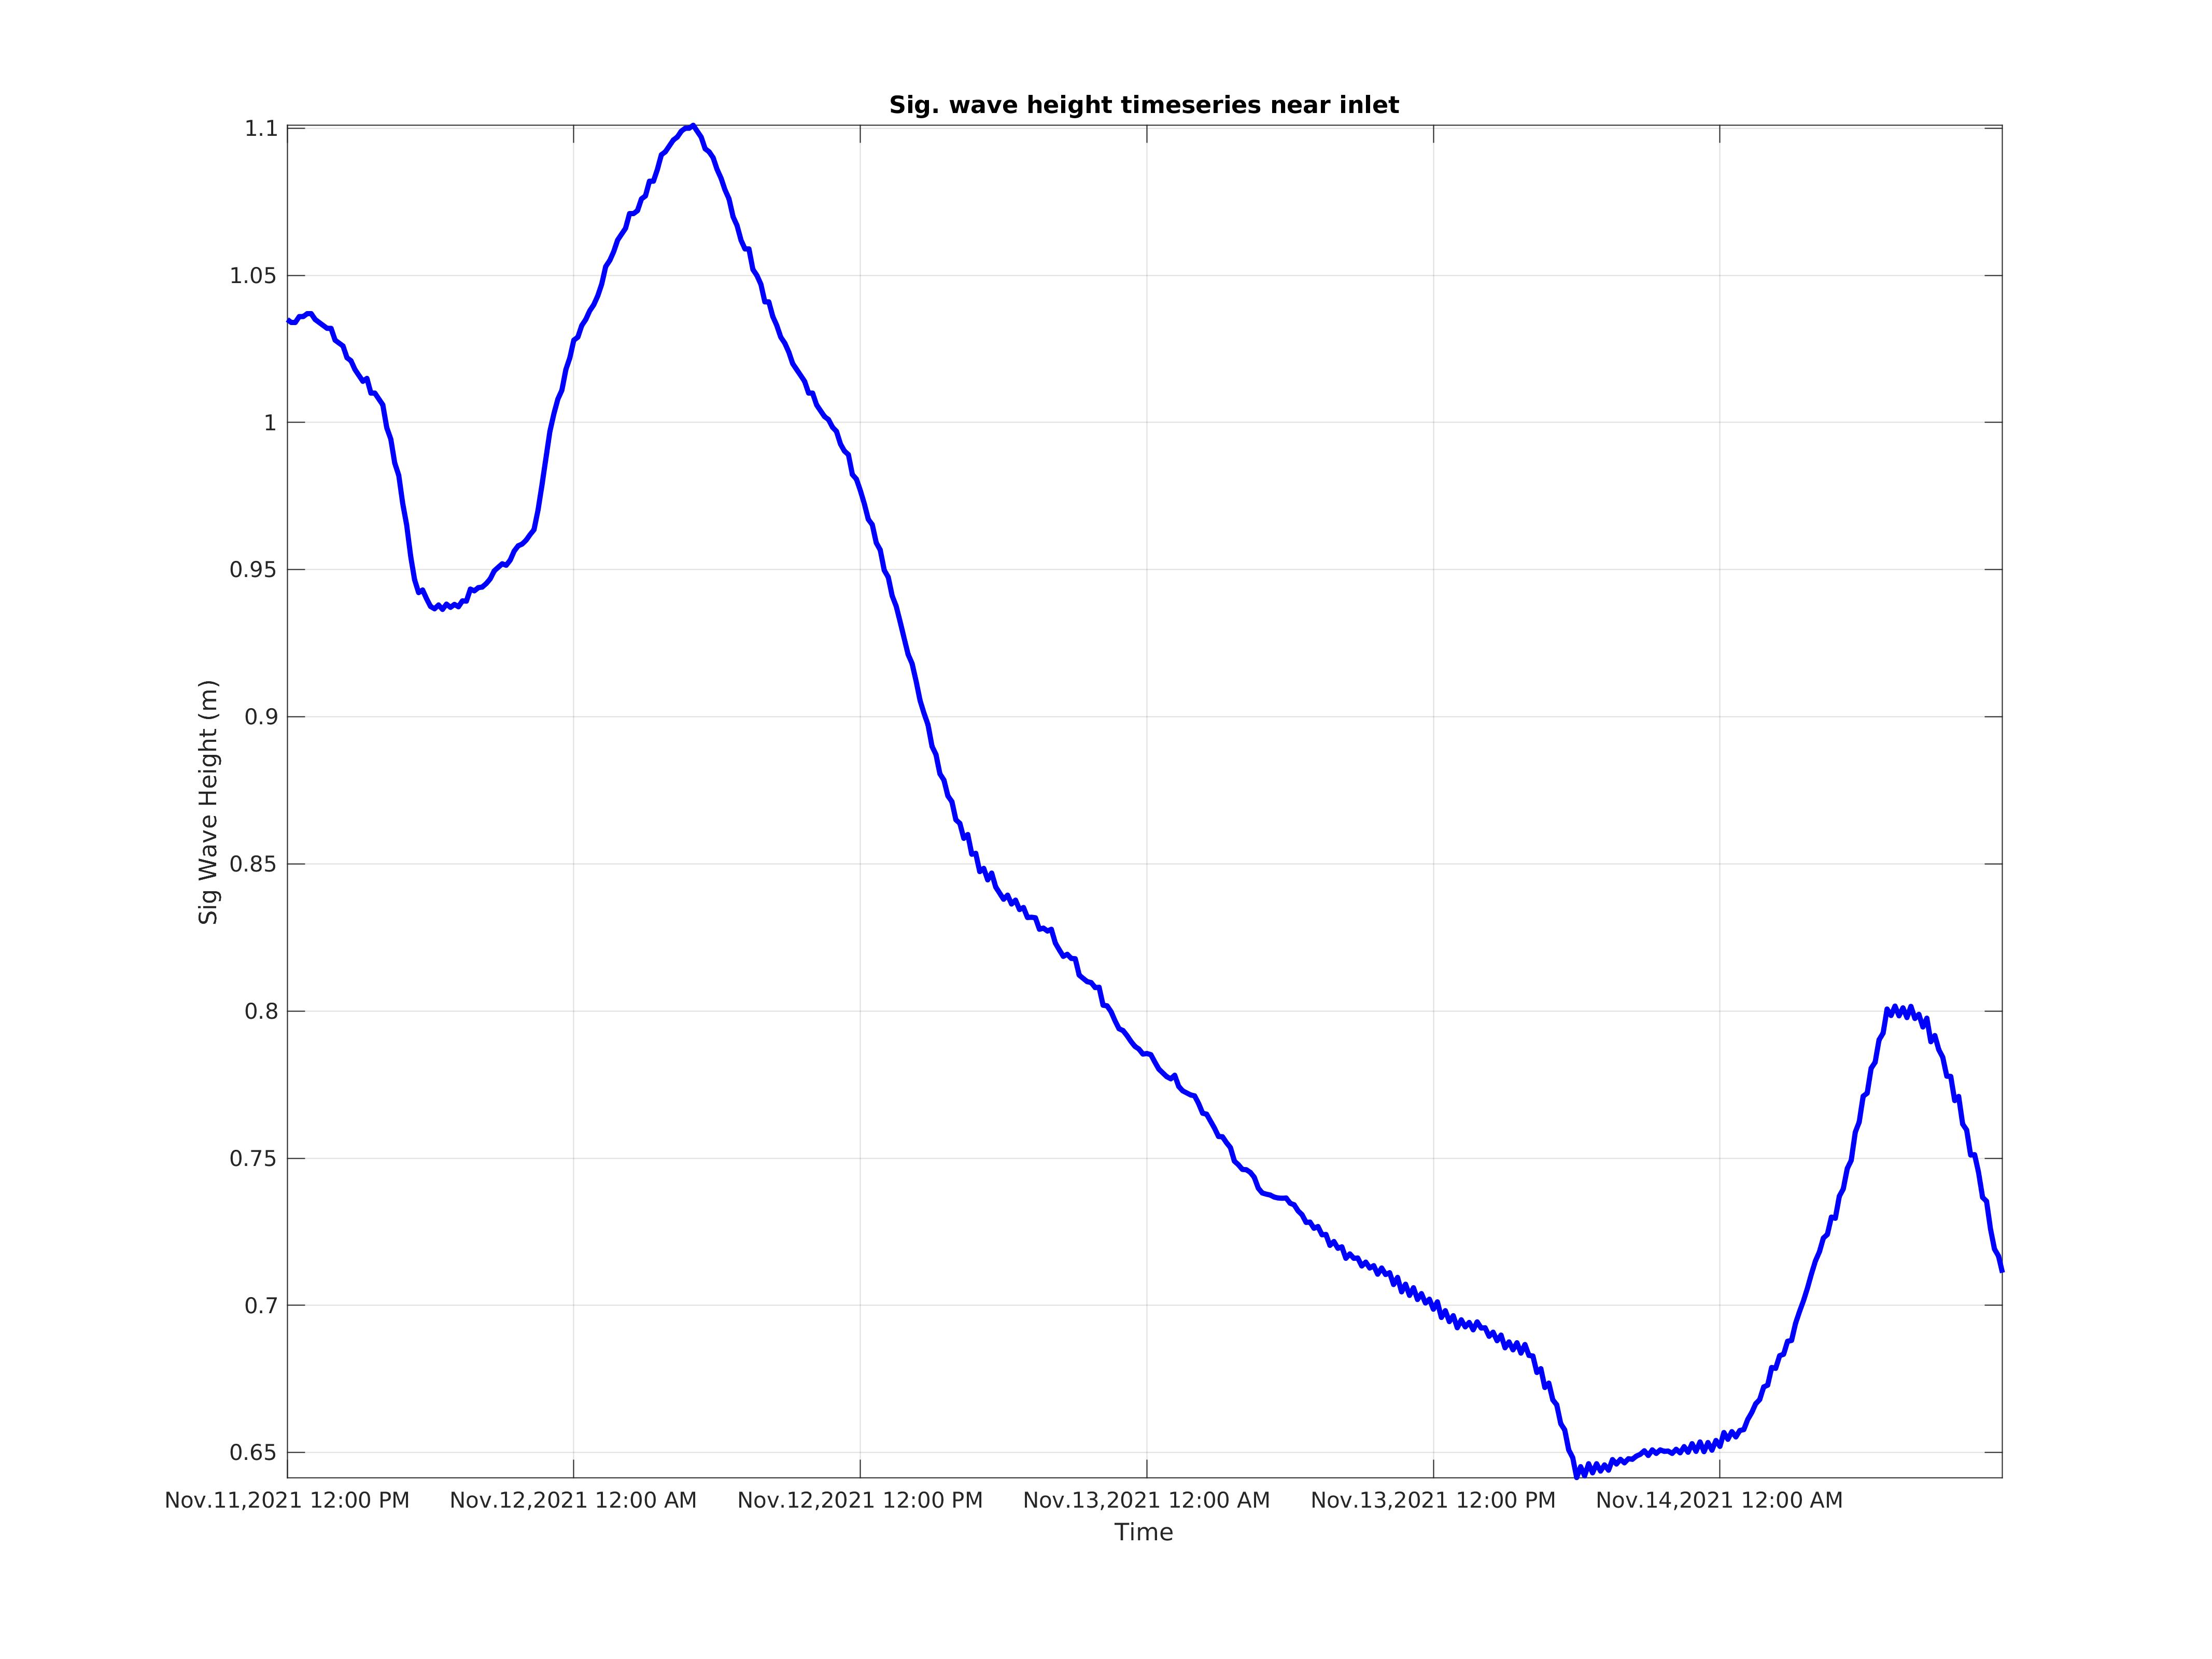 Sig. wave height timeseries near inlet
1.1
1.05
1
0.95
0.9
0.85
0.8
0.75
0.7
0.65
Sig Wave Height (m)
Nov.11,2021 12:00 PM Nov.12,2021 12:00 AM Nov.12,2021 12:00 PM Nov.13,2021 12:00 AM Nov.13,2021 12:00 PM Nov.14,2021 12:00 AM
Time